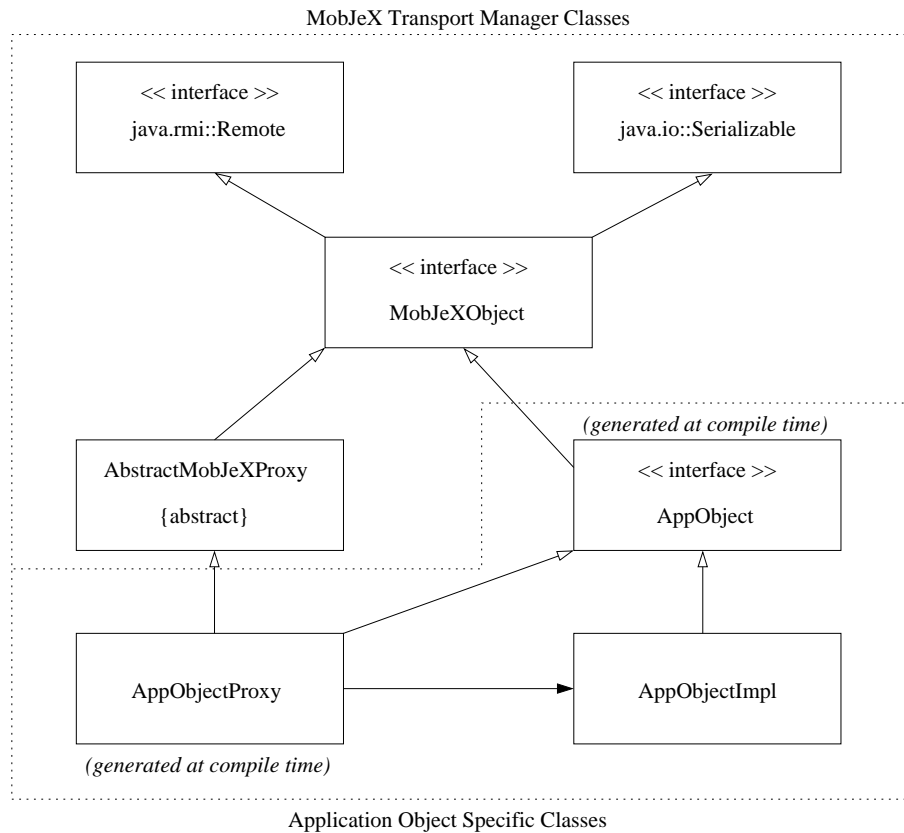 MobJeX Transport Manager Classes
<< interface >>
java.rmi::Remote
<< interface >>
java.io::Serializable
<< interface >>
MobJeXObject
AbstractMobJeXProxy
{abstract}
(generated at compile time)
<< interface >>
AppObject
AppObjectProxy
(generated at compile time)
AppObjectImpl
Application Object Specific Classes